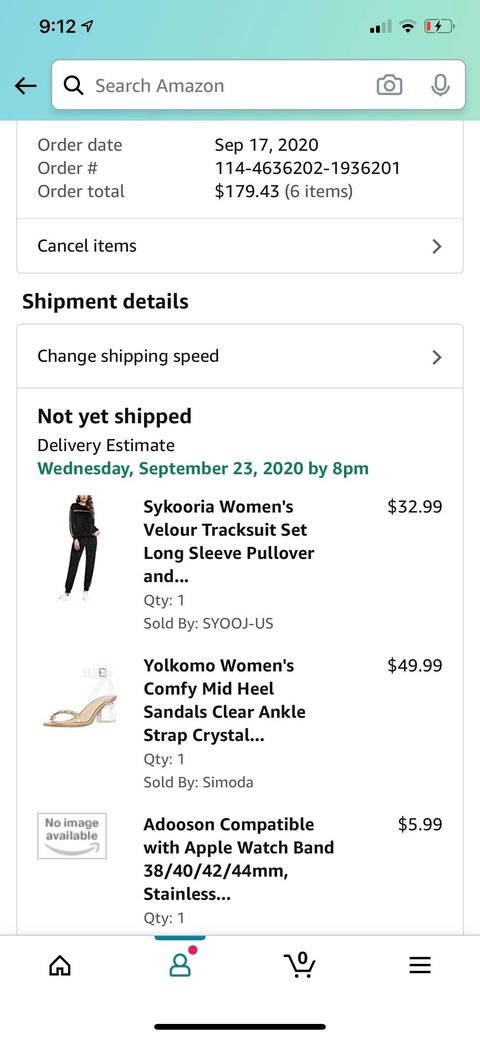 9:12
Search Amazon
Order date Sep 17, 2020
Order # 114-4636202-1936201
Order total $179.43 (6 items)
Cancel items
Shipment details
Change shipping speed
Not yet shipped
Delivery Estimate
Wednesday, September 23, 2020 by 8pm
Sykooria Women's $32.99
Velour Tracksuit Set
Long Sleeve Pullover
and...
Qty: 1
Sold By: SYOOJ-US
Yolkomo Women's $49.99
Comfy Mid Heel
Sandals Clear Ankle
Strap Crystal...
Qty: 1
Sold By: Simoda
No image
available
Adooson Compatible $5.99
with Apple Watch Band
38/40/42/44mm,
Stainless...
Qty: 1
0